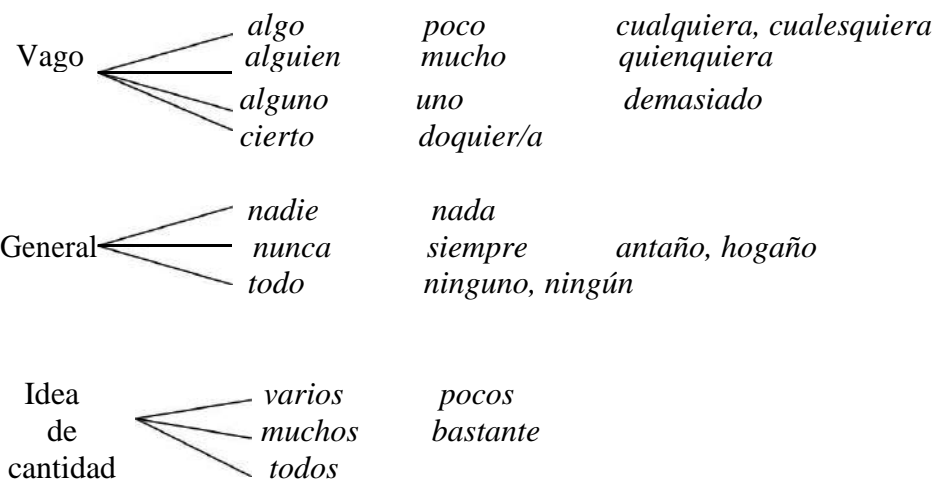 algo poco cualquiera, cualesquiera
Vago alguien mucho quienquiera
alguno uno demasiado
cierto doquier/a
nadie nada
General nunca siempre antaño, hogaño
todo ninguno, ningún
Idea varios pocos
de muchos bastante
cantidad todos